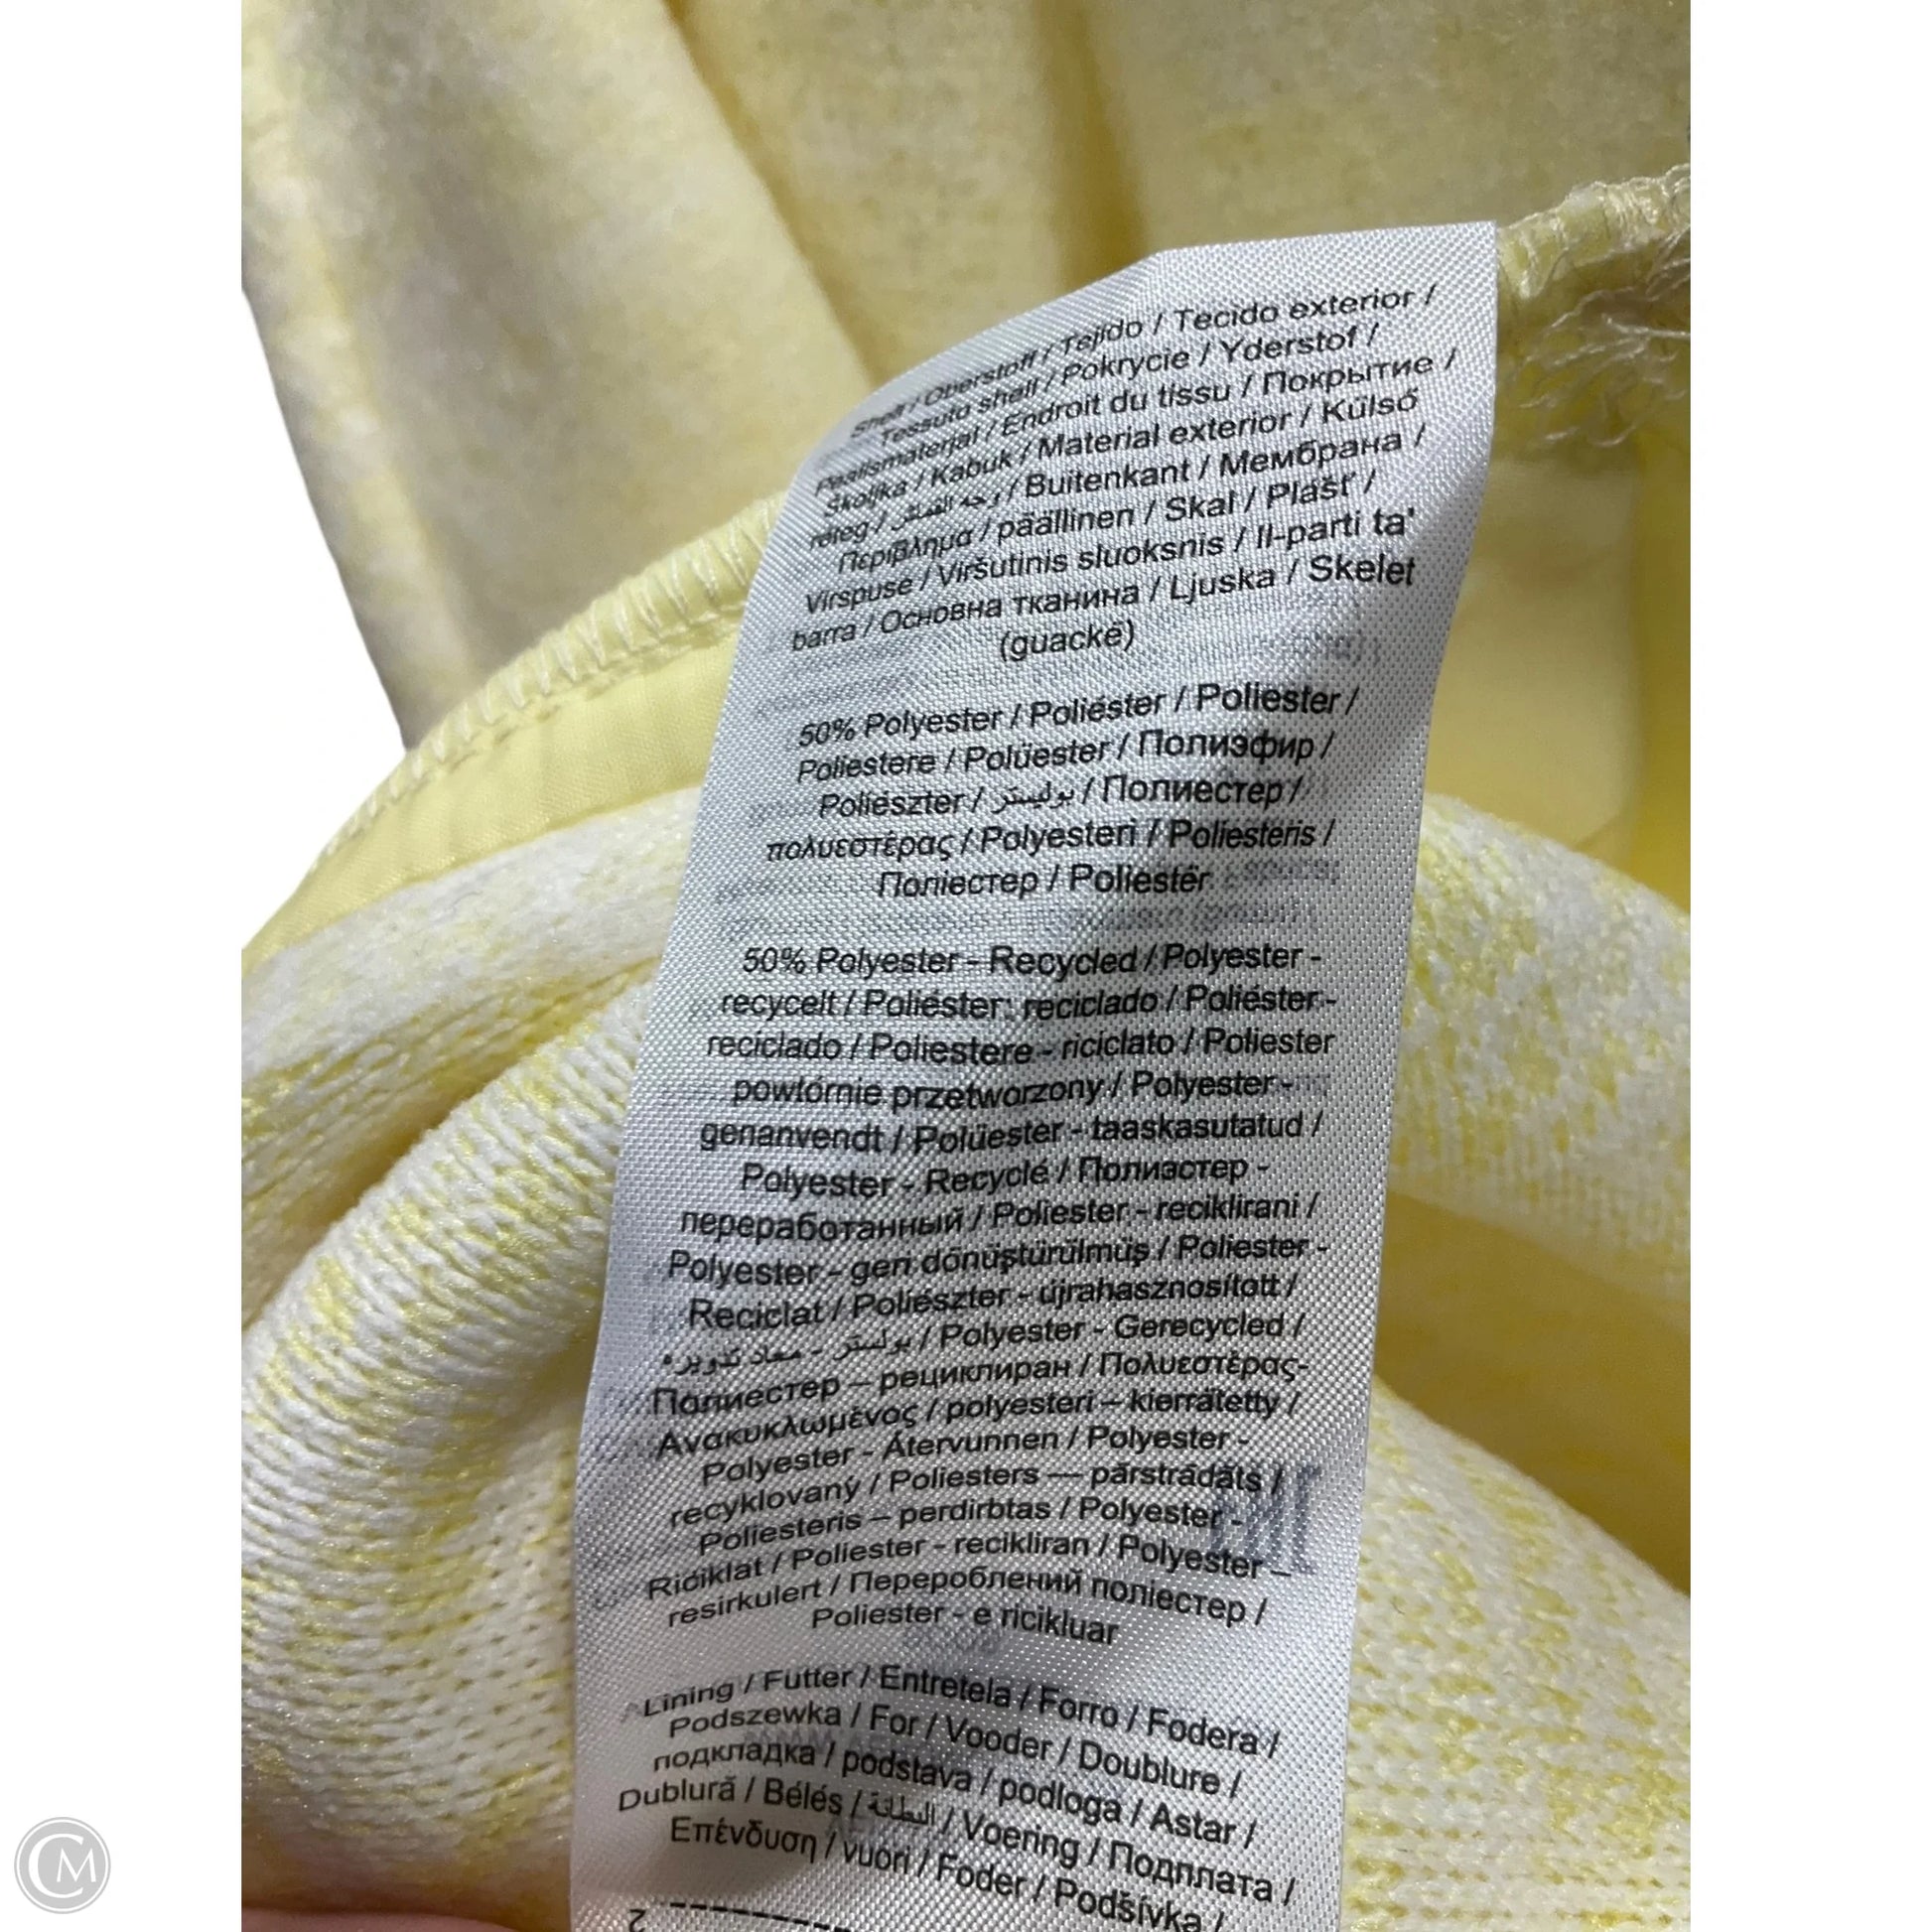 Shell / Oberstoff / Tejido / Tecido exterior /
Tessuto shell / Pokrycie / Yderstof /
Pealismaterjal / Endroit du tissu / Покрытие /
Školjka / Kabuk / Material exterior / Külső
réteg / وجه القماش / Buitenkant / Мембрана /
Περίβλημα / päällinen / Skal / Plášť /
Virspuse / Viršutinis sluoksnis / Il-parti ta'
barra / Основна тканина / Ljuska / Skelet
(guackë)
50% Polyester / Poliéster / Poliester /
Poliestere / Polüester / Полиэфир /
Poliészter / بوليستر / Полиестер /
πολυεστέρας / Polyesteri / Poliesteris /
Поліестер / Poliestër
50% Polyester - Recycled / Polyester -
recycelt / Poliéster: reciclado / Poliéster -
reciclado / Poliestere - riciclato / Poliester
powtórnie przetworzony / Polyester -
genanvendt / Polüester - taaskasutatud /
Polyester - Recyclé / Полиэстер -
переработанный / Poliester - reciklirani /
Polyester - geri dönüştürülmüş / Poliester -
Reciclat / Poliészter - újrahasznosított /
بولستر - معاد تدويره / Polyester - Gerecycled /
Полиестер – рециклиран / Πολυεστέρας-
Ανακυκλωμένος / polyesteri – kierrätetty /
Polyester - Återvunnen / Polyester -
recyklovaný / Poliesters — pārstrādāts /
Poliesteris – perdirbtas / Polyester -
Riċiklat / Poliester - recikliran / Polyester –
resirkulert / Перероблений поліестер /
Poliester - e ricikluar
Lining / Futter / Entretela / Forro / Fodera /
Podszewka / For / Vooder / Doublure /
подкладка / podstava / podloga / Astar /
Dublură / Bélés / البطانة / Voering / Подплата /
Επένδυση / vuori / Foder / Podšívka /
2
CM